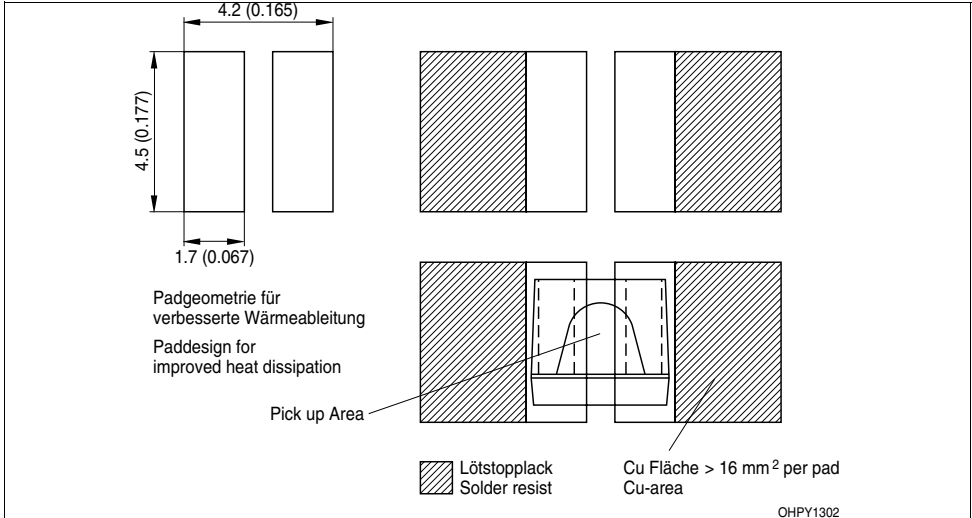 4.2 (0.165)
4.5 (0.177)
1.7 (0.067)
Padgeometrie für
verbesserte Wärmeableitung
Paddesign for
improved heat dissipation
Pick up Area
Lötstopplack
Solder resist
Cu Fläche > 16 mm² per pad
Cu-area
OHPY1302